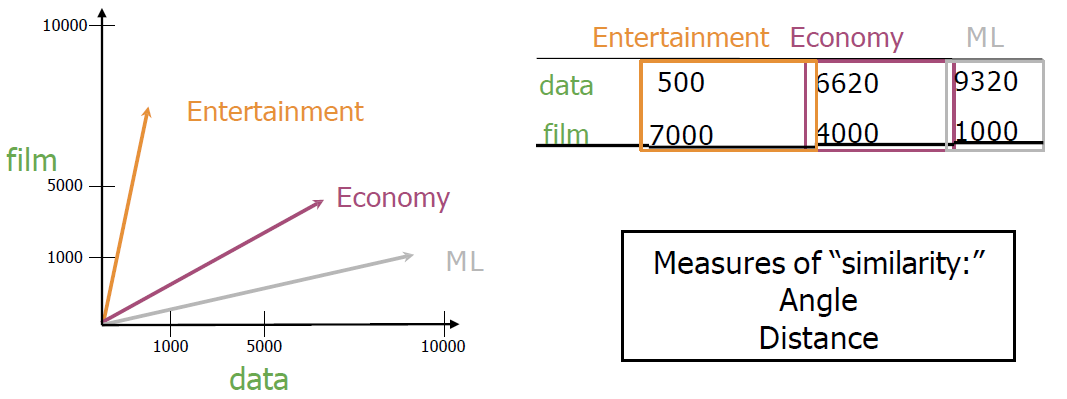 10000
Entertainment
film
5000
Economy
1000
ML
1000 5000 10000
data
Entertainment Economy ML
data 500 6620 9320
film 7000 4000 1000
Measures of “similarity:”
Angle
Distance